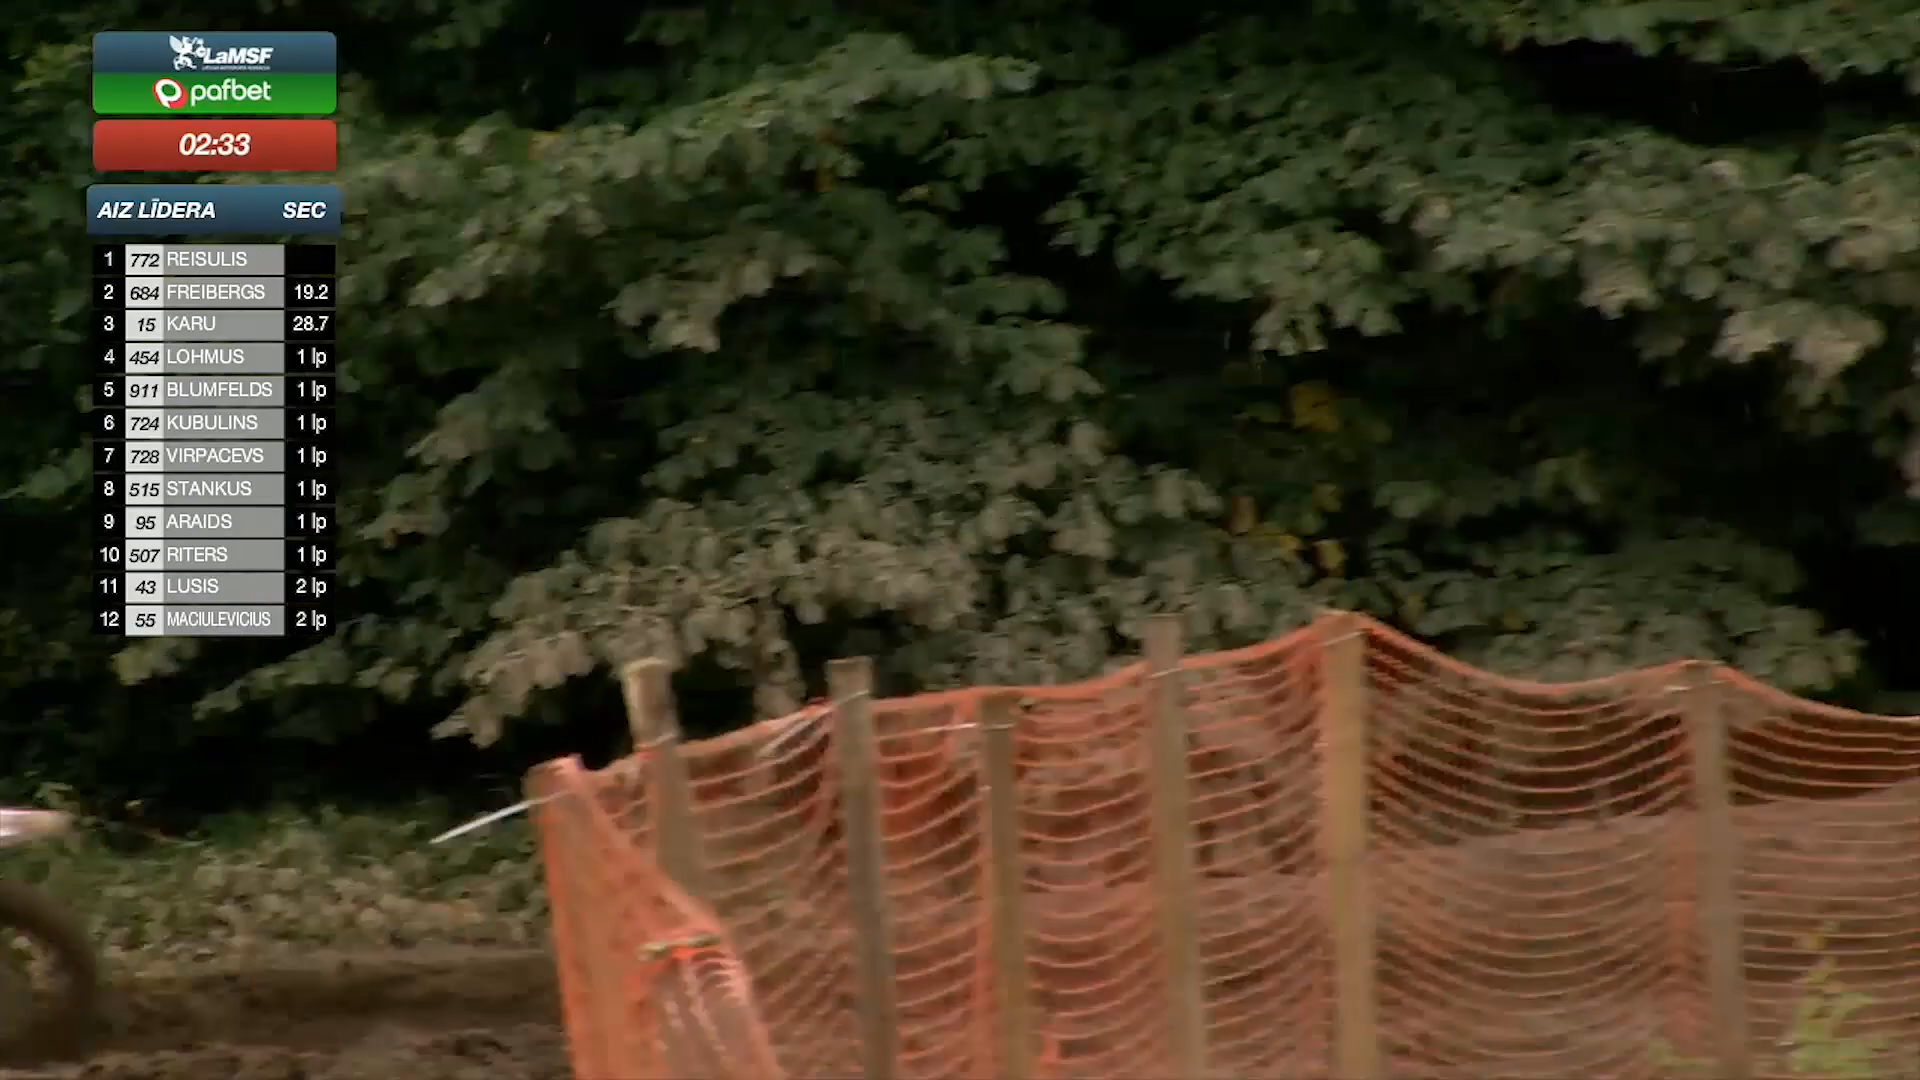 LaMSF
pafbet
02:33
AIZ LĪDERA SEC
1 772 REISULIS
2 684 FREIBERGS 19.2
3 15 KARU 28.7
4 454 LOHMUS 1 lp
5 911 BLUMFELDS 1 lp
6 724 KUBULINS 1 lp
7 728 VIRPACEVS 1 lp
8 515 STANKUS 1 lp
9 95 ARAIDS 1 lp
10 507 RITERS 1 lp
11 43 LUSIS 2 lp
12 55 MACIULEVICIUS 2 lp